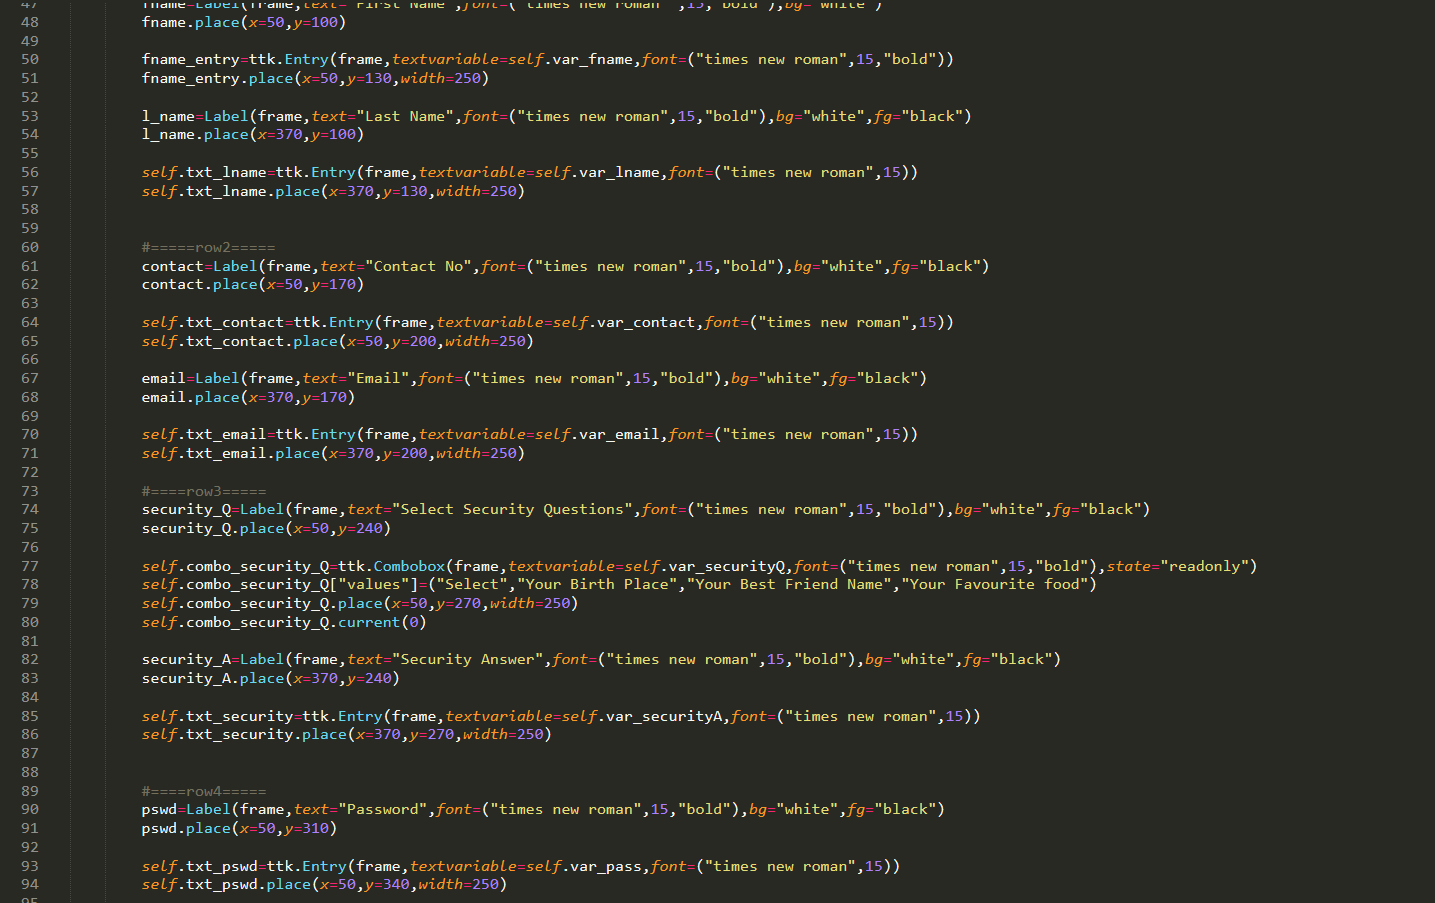 47 fname=Label(frame,text="First Name",font=("times new roman" ,15,"bold"),bg="white")
48 fname.place(x=50,y=100)
49
50 fname_entry=ttk.Entry(frame,textvariable=self.var_fname,font=("times new roman",15,"bold"))
51 fname_entry.place(x=50,y=130,width=250)
52
53 l_name=Label(frame,text="Last Name",font=("times new roman",15,"bold"),bg="white",fg="black")
54 l_name.place(x=370,y=100)
55
56 self.txt_lname=ttk.Entry(frame,textvariable=self.var_lname,font=("times new roman",15))
57 self.txt_lname.place(x=370,y=130,width=250)
58
59
60 #=====row2=====
61 contact=Label(frame,text="Contact No",font=("times new roman",15,"bold"),bg="white",fg="black")
62 contact.place(x=50,y=170)
63
64 self.txt_contact=ttk.Entry(frame,textvariable=self.var_contact,font=("times new roman",15))
65 self.txt_contact.place(x=50,y=200,width=250)
66
67 email=Label(frame,text="Email",font=("times new roman",15,"bold"),bg="white",fg="black")
68 email.place(x=370,y=170)
69
70 self.txt_email=ttk.Entry(frame,textvariable=self.var_email,font=("times new roman",15))
71 self.txt_email.place(x=370,y=200,width=250)
72
73 #====row3=====
74 security_Q=Label(frame,text="Select Security Questions",font=("times new roman",15,"bold"),bg="white",fg="black")
75 security_Q.place(x=50,y=240)
76
77 self.combo_security_Q=ttk.Combobox(frame,textvariable=self.var_securityQ,font=("times new roman",15,"bold"),state="readonly")
78 self.combo_security_Q["values"]=("Select","Your Birth Place","Your Best Friend Name","Your Favourite food")
79 self.combo_security_Q.place(x=50,y=270,width=250)
80 self.combo_security_Q.current(0)
81
82 security_A=Label(frame,text="Security Answer",font=("times new roman",15,"bold"),bg="white",fg="black")
83 security_A.place(x=370,y=240)
84
85 self.txt_security=ttk.Entry(frame,textvariable=self.var_securityA,font=("times new roman",15))
86 self.txt_security.place(x=370,y=270,width=250)
87
88
89 #====row4=====
90 pswd=Label(frame,text="Password",font=("times new roman",15,"bold"),bg="white",fg="black")
91 pswd.place(x=50,y=310)
92
93 self.txt_pswd=ttk.Entry(frame,textvariable=self.var_pass,font=("times new roman",15))
94 self.txt_pswd.place(x=50,y=340,width=250)
95